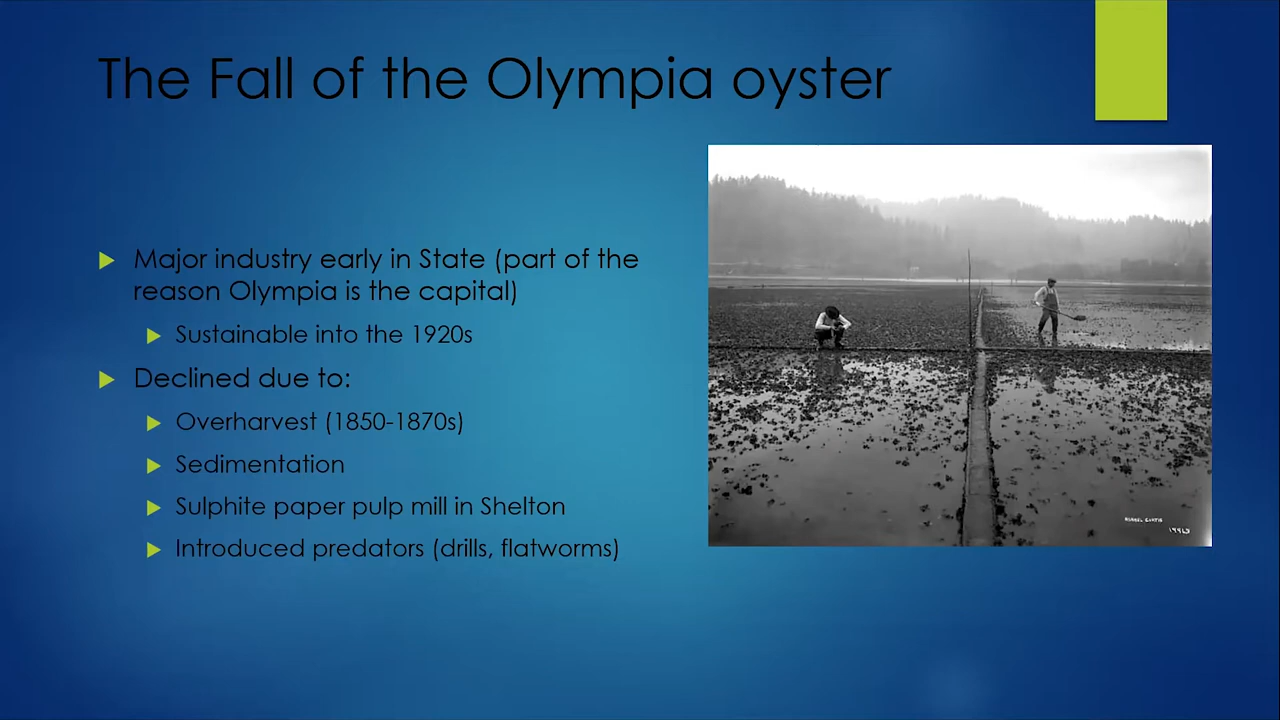 The Fall of the Olympia oyster
Major industry early in State (part of the
reason Olympia is the capital)
Sustainable into the 1920s
Declined due to:
Overharvest (1850-1870s)
Sedimentation
Sulphite paper pulp mill in Shelton
Introduced predators (drills, flatworms)